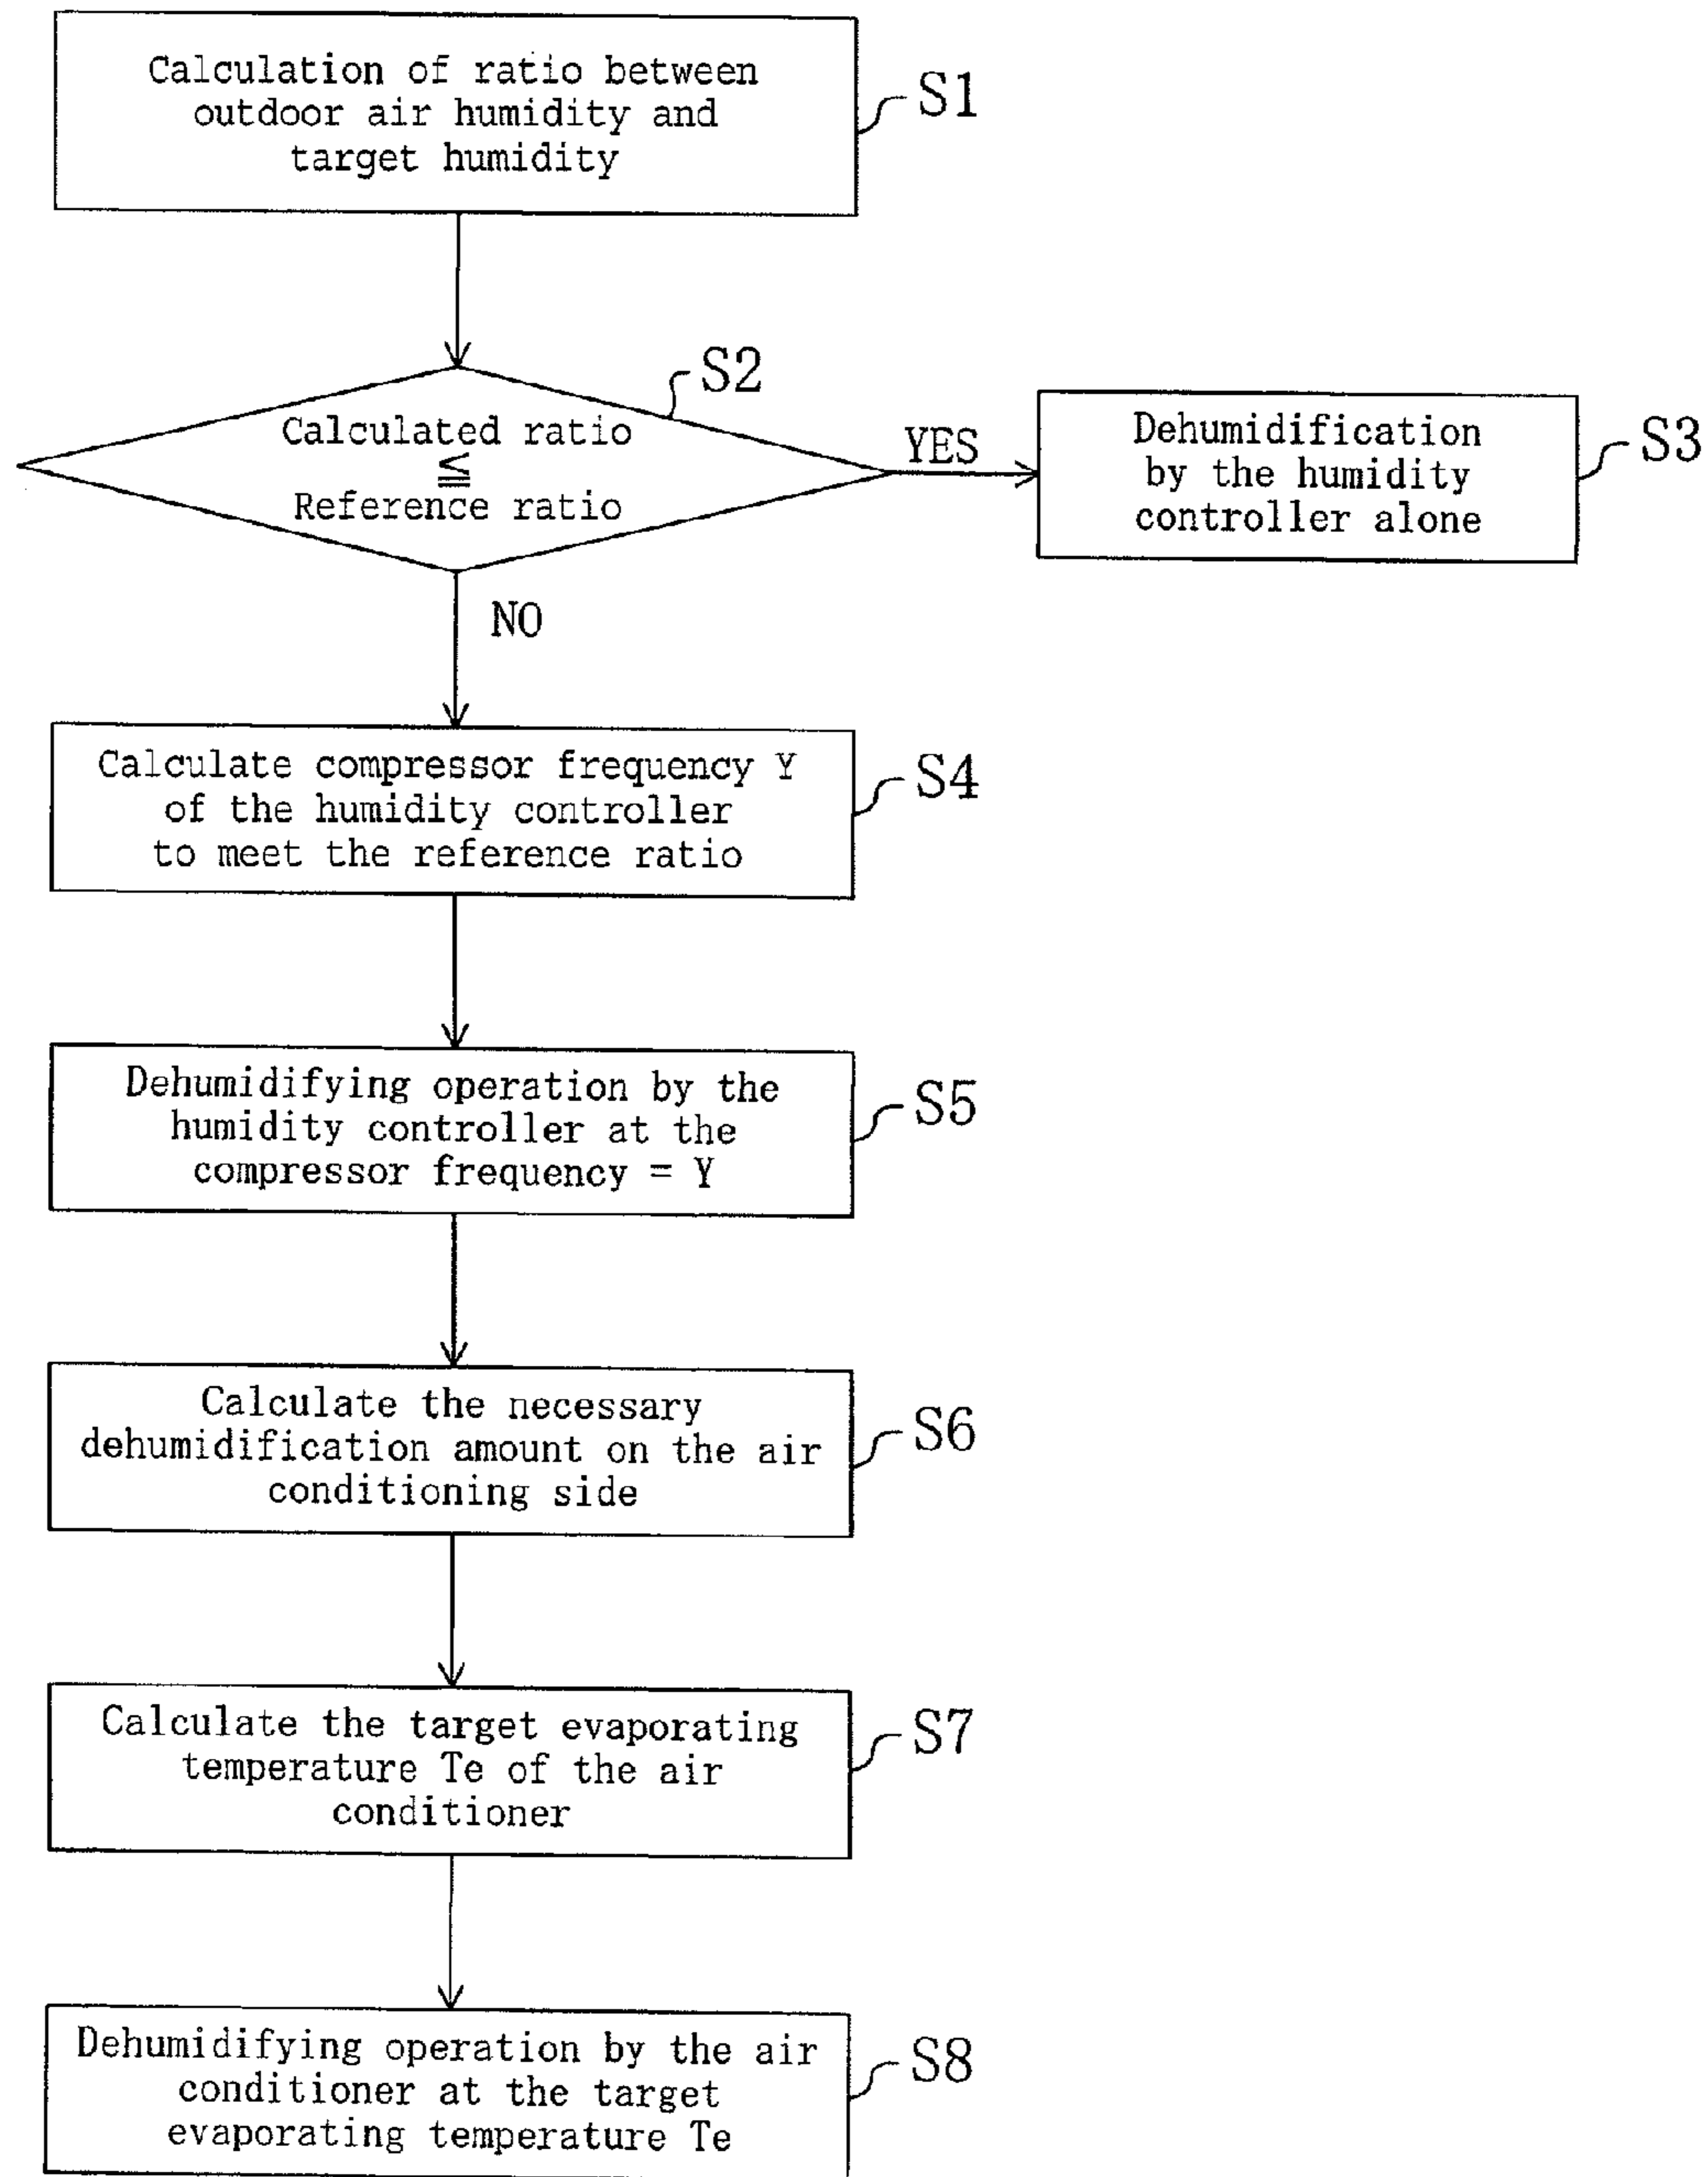 Calculation of ratio between
outdoor air humidity and
target humidity
S1
S2
Calculated ratio
≦
Reference ratio
YES
Dehumidification
by the humidity
controller alone
S3
NO
Calculate compressor frequency Y
of the humidity controller
to meet the reference ratio
S4
Dehumidifying operation by the
humidity controller at the
compressor frequency = Y
S5
Calculate the necessary
dehumidification amount on the air
conditioning side
S6
Calculate the target evaporating
temperature Te of the air
conditioner
S7
Dehumidifying operation by the air
conditioner at the target
evaporating temperature Te
S8